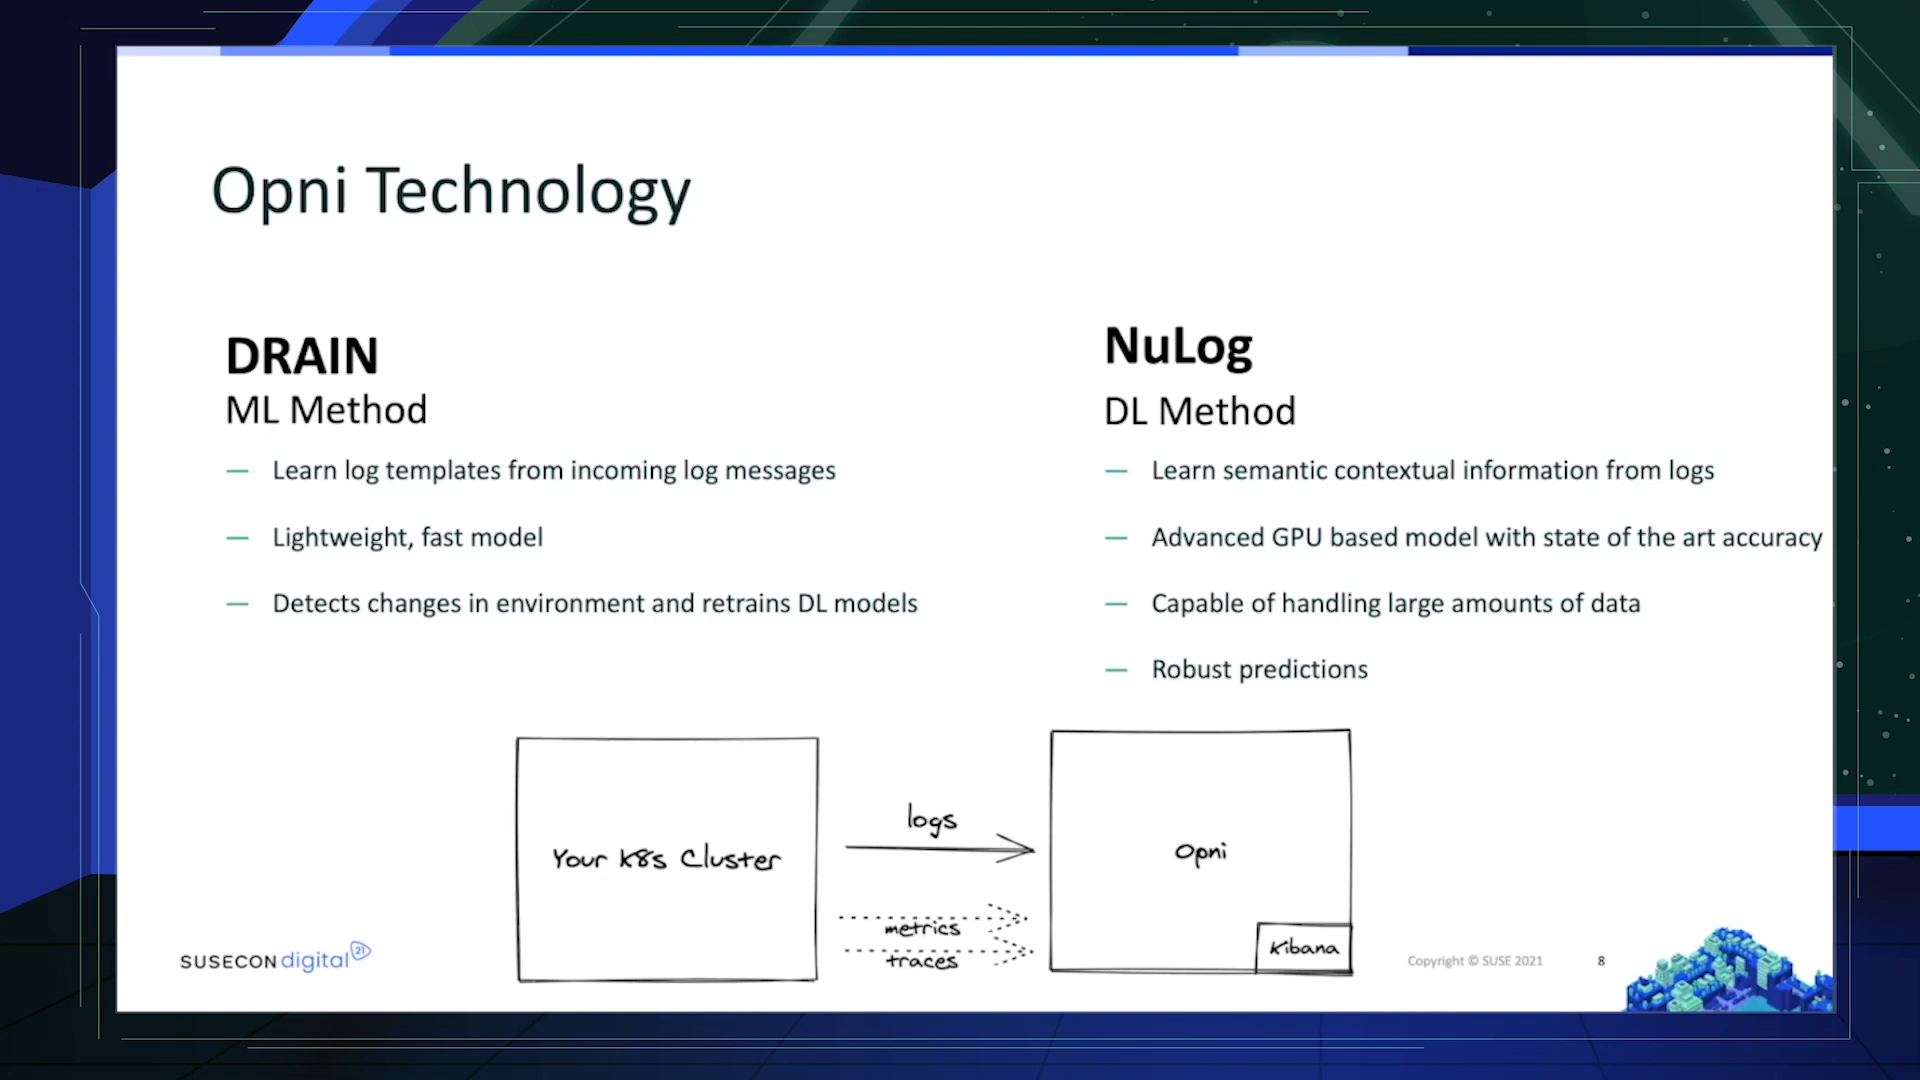 Opni Technology
DRAIN
ML Method
— Learn log templates from incoming log messages
— Lightweight, fast model
— Detects changes in environment and retrains DL models
NuLog
DL Method
— Learn semantic contextual information from logs
— Advanced GPU based model with state of the art accuracy
— Capable of handling large amounts of data
— Robust predictions
Your K8s Cluster
logs
metrics
traces
Opni
Kibana
SUSECON digital 21
Copyright © SUSE 2021
8